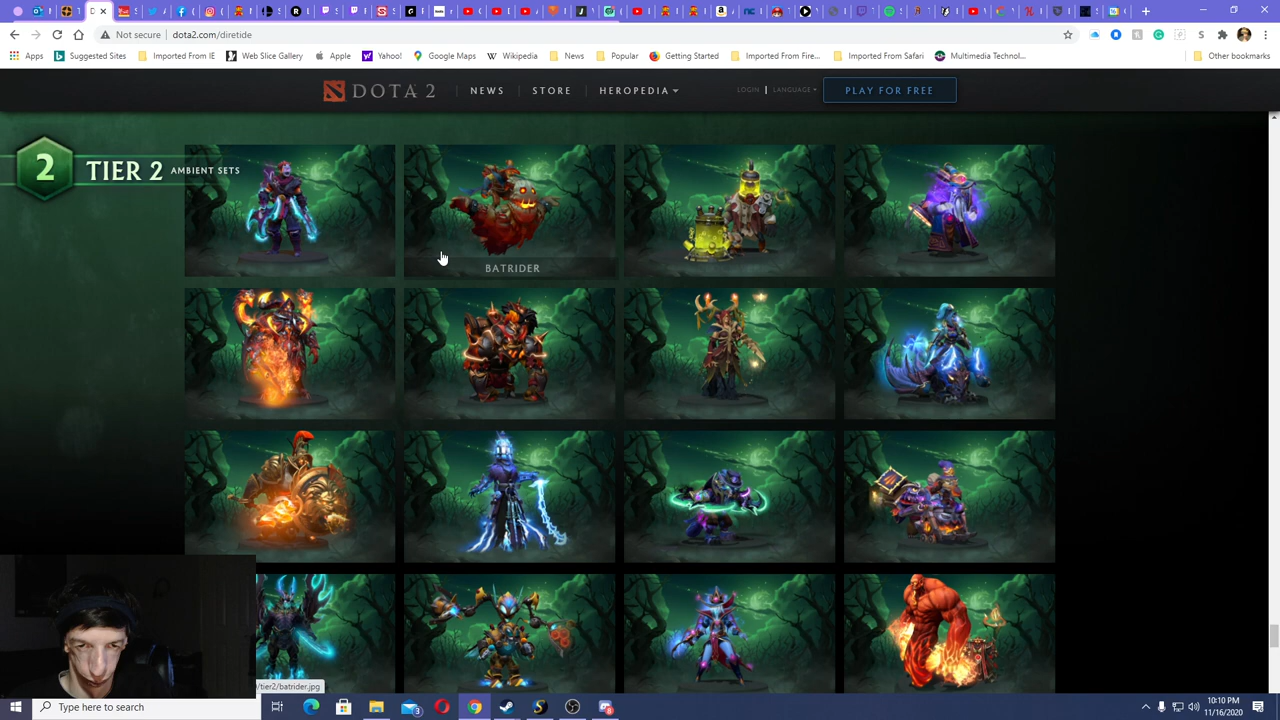 Not secure | dota2.com/diretide
Apps Suggested Sites Imported From IE Web Slice Gallery Apple Yahoo! Google Maps Wikipedia News Popular Getting Started Imported From Fire... Imported From Safari Multimedia Technol... Other bookmarks
DOTA 2 NEWS STORE HEROPEDIA LOGIN | LANGUAGE PLAY FOR FREE
2 TIER 2 AMBIENT SETS
BATRIDER
/tier2/batrider.jpg
Type here to search
10:10 PM
11/16/2020